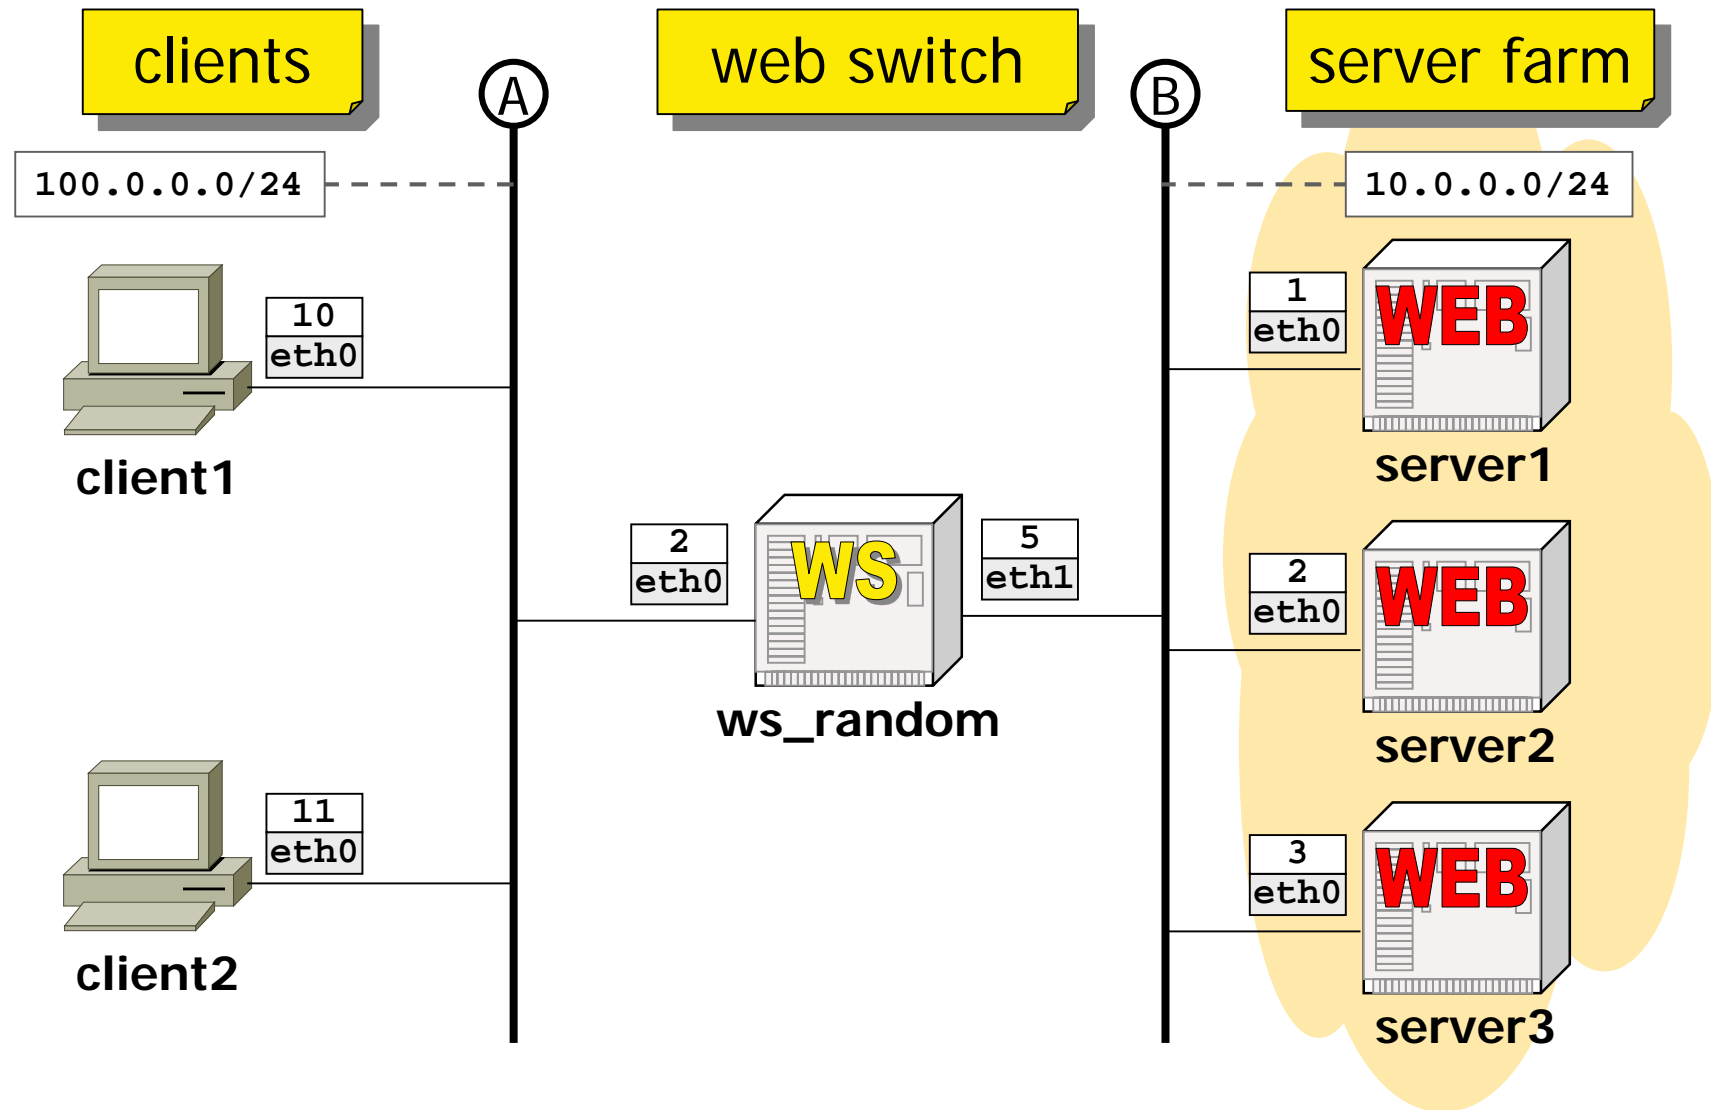 clients
A
web switch
B
server farm
100.0.0.0/24
10.0.0.0/24
10
eth0
client1
1
eth0
WEB
server1
2
eth0
WS
5
eth1
ws_random
2
eth0
WEB
server2
11
eth0
client2
3
eth0
WEB
server3